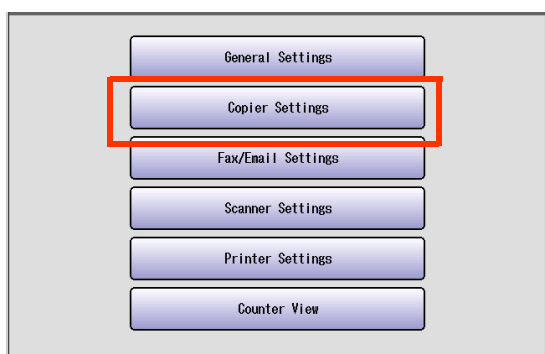 General Settings
Copier Settings
Fax/Email Settings
Scanner Settings
Printer Settings
Counter View